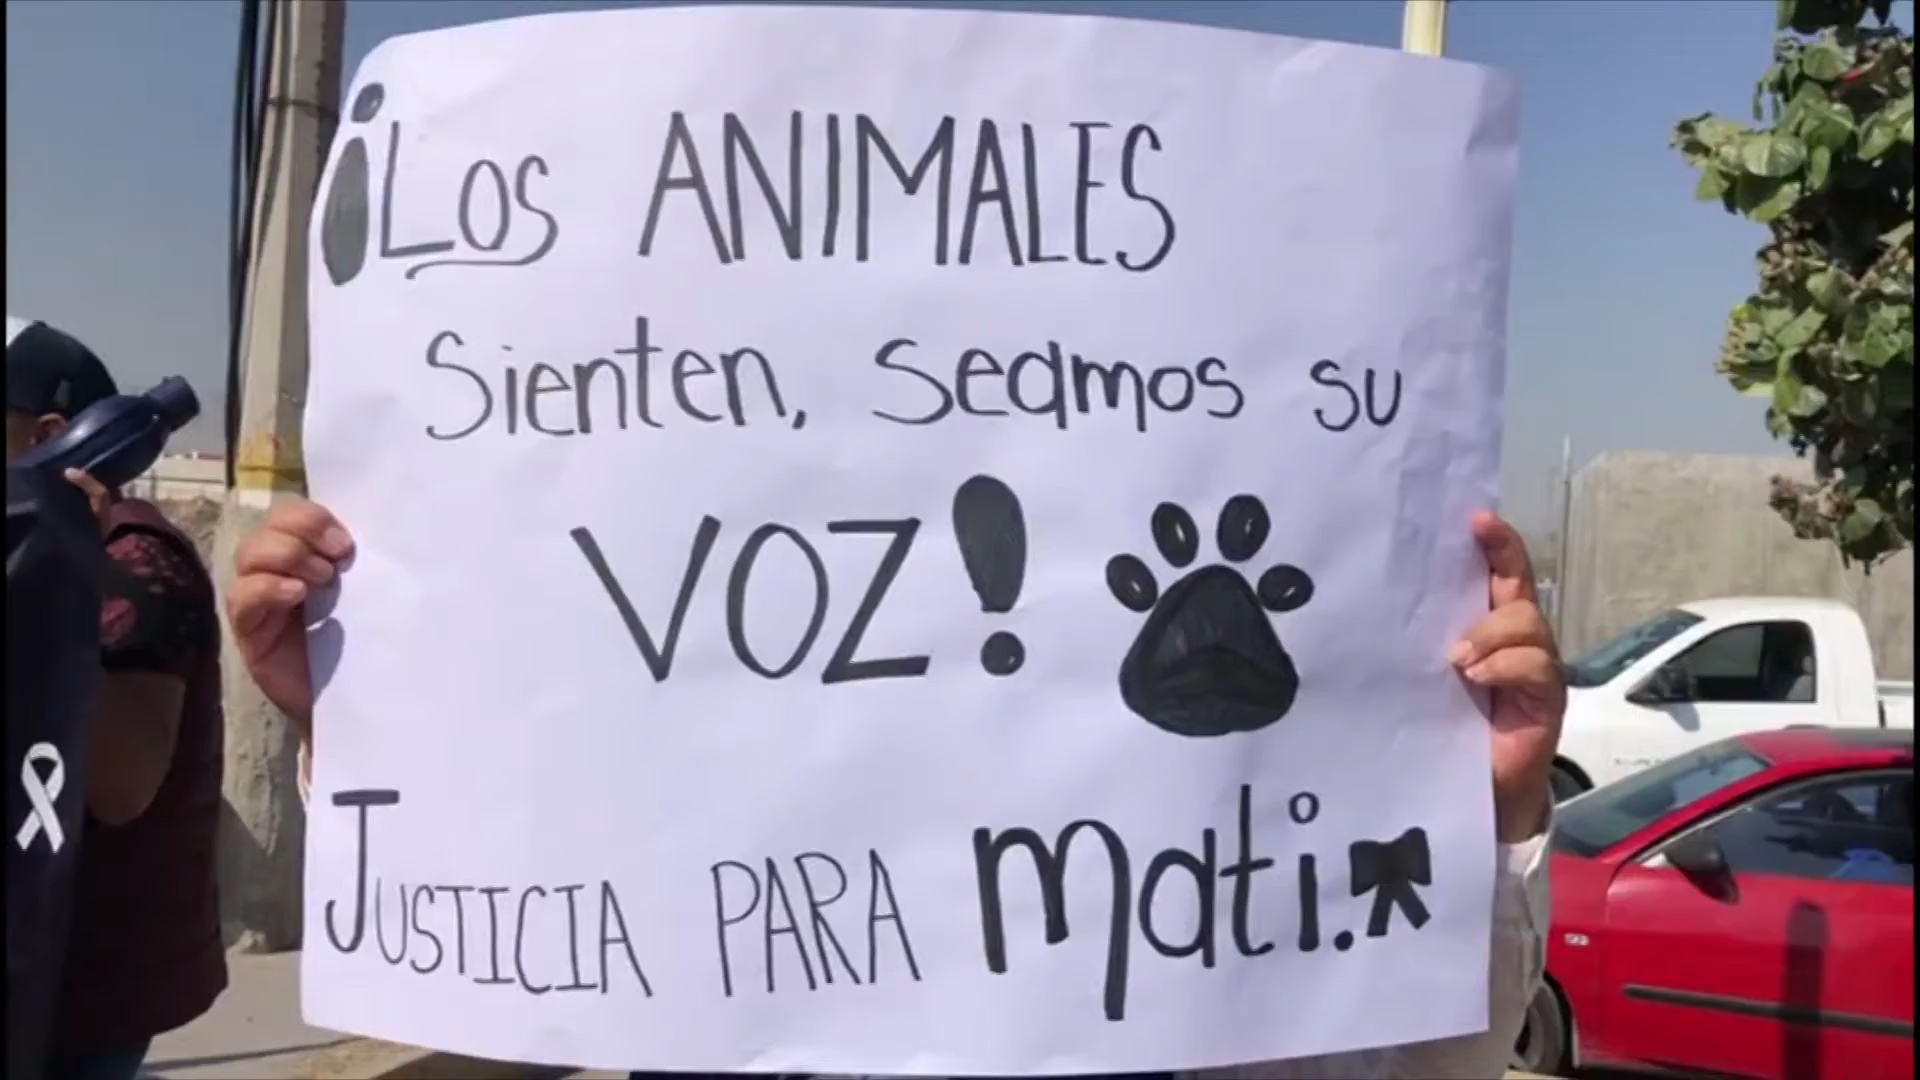 ¡Los ANIMALES
Sienten, seamos su
VOZ!
JUSTICIA PARA Mati.